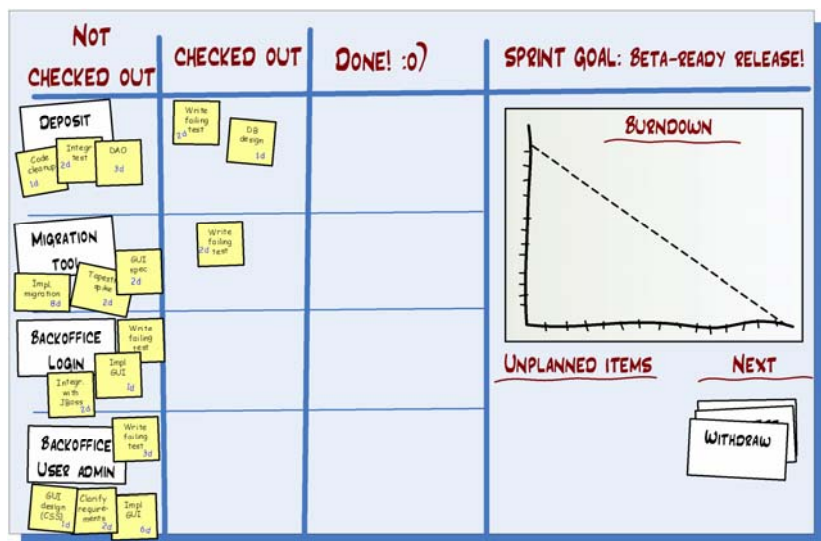 NOT
CHECKED OUT
CHECKED OUT
DONE! :o)
SPRINT GOAL: BETA-READY RELEASE!
DEPOSIT
Code
cleanup
1d
Integr.
test
2d
DAO
3d
Write
failing
test
2d
DB
design
1d
BURNDOWN
MIGRATION
TOOL
Impl.
migration
8d
Tapestry
spike
2d
GUI
spec
2d
Write
failing
test
2d
BACKOFFICE
LOGIN
Write
failing
test
Integr.
with
JBoss
2d
Impl
GUI
1d
UNPLANNED ITEMS
NEXT
WITHDRAW
BACKOFFICE
USER ADMIN
Write
failing
test
3d
GUI
design
(CSS)
1d
Clarify
require-
ments
2d
Impl
GUI
6d